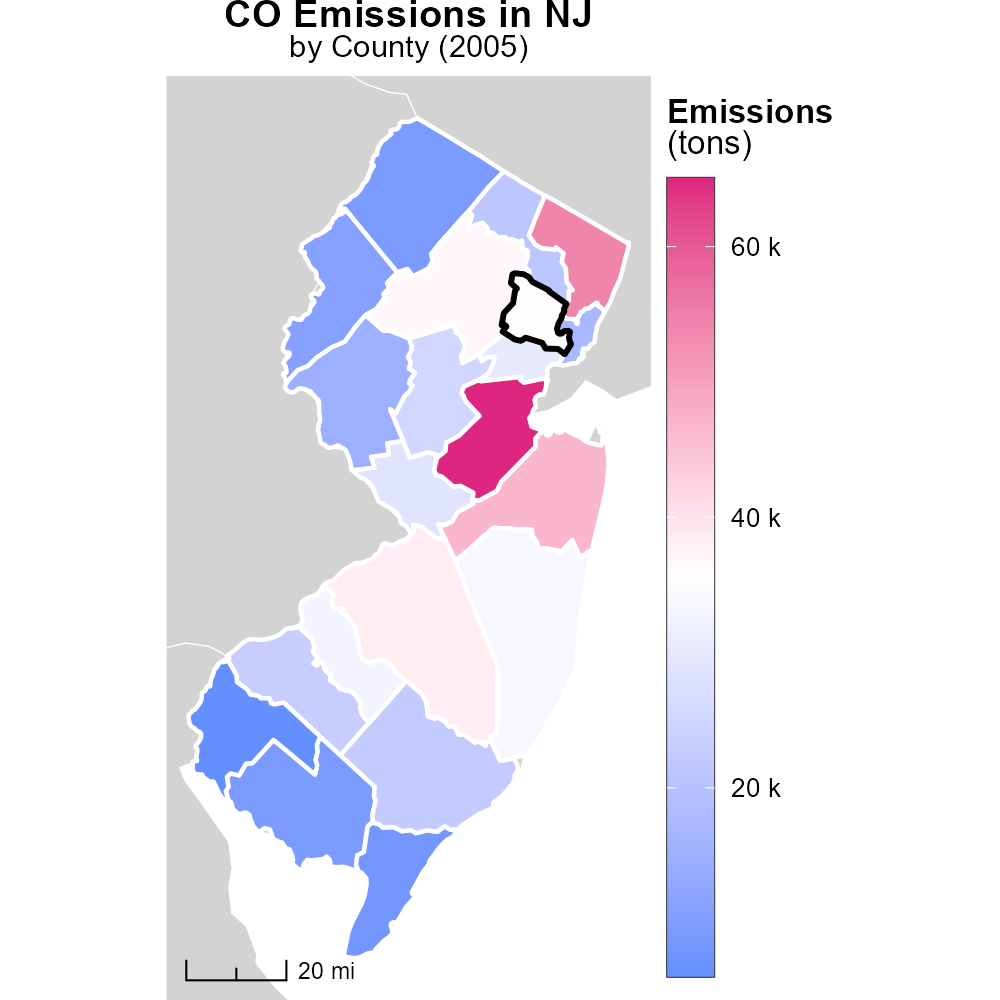 CO Emissions in NJ
by County (2005)
Emissions
(tons)
60 k
40 k
20 k
20 mi